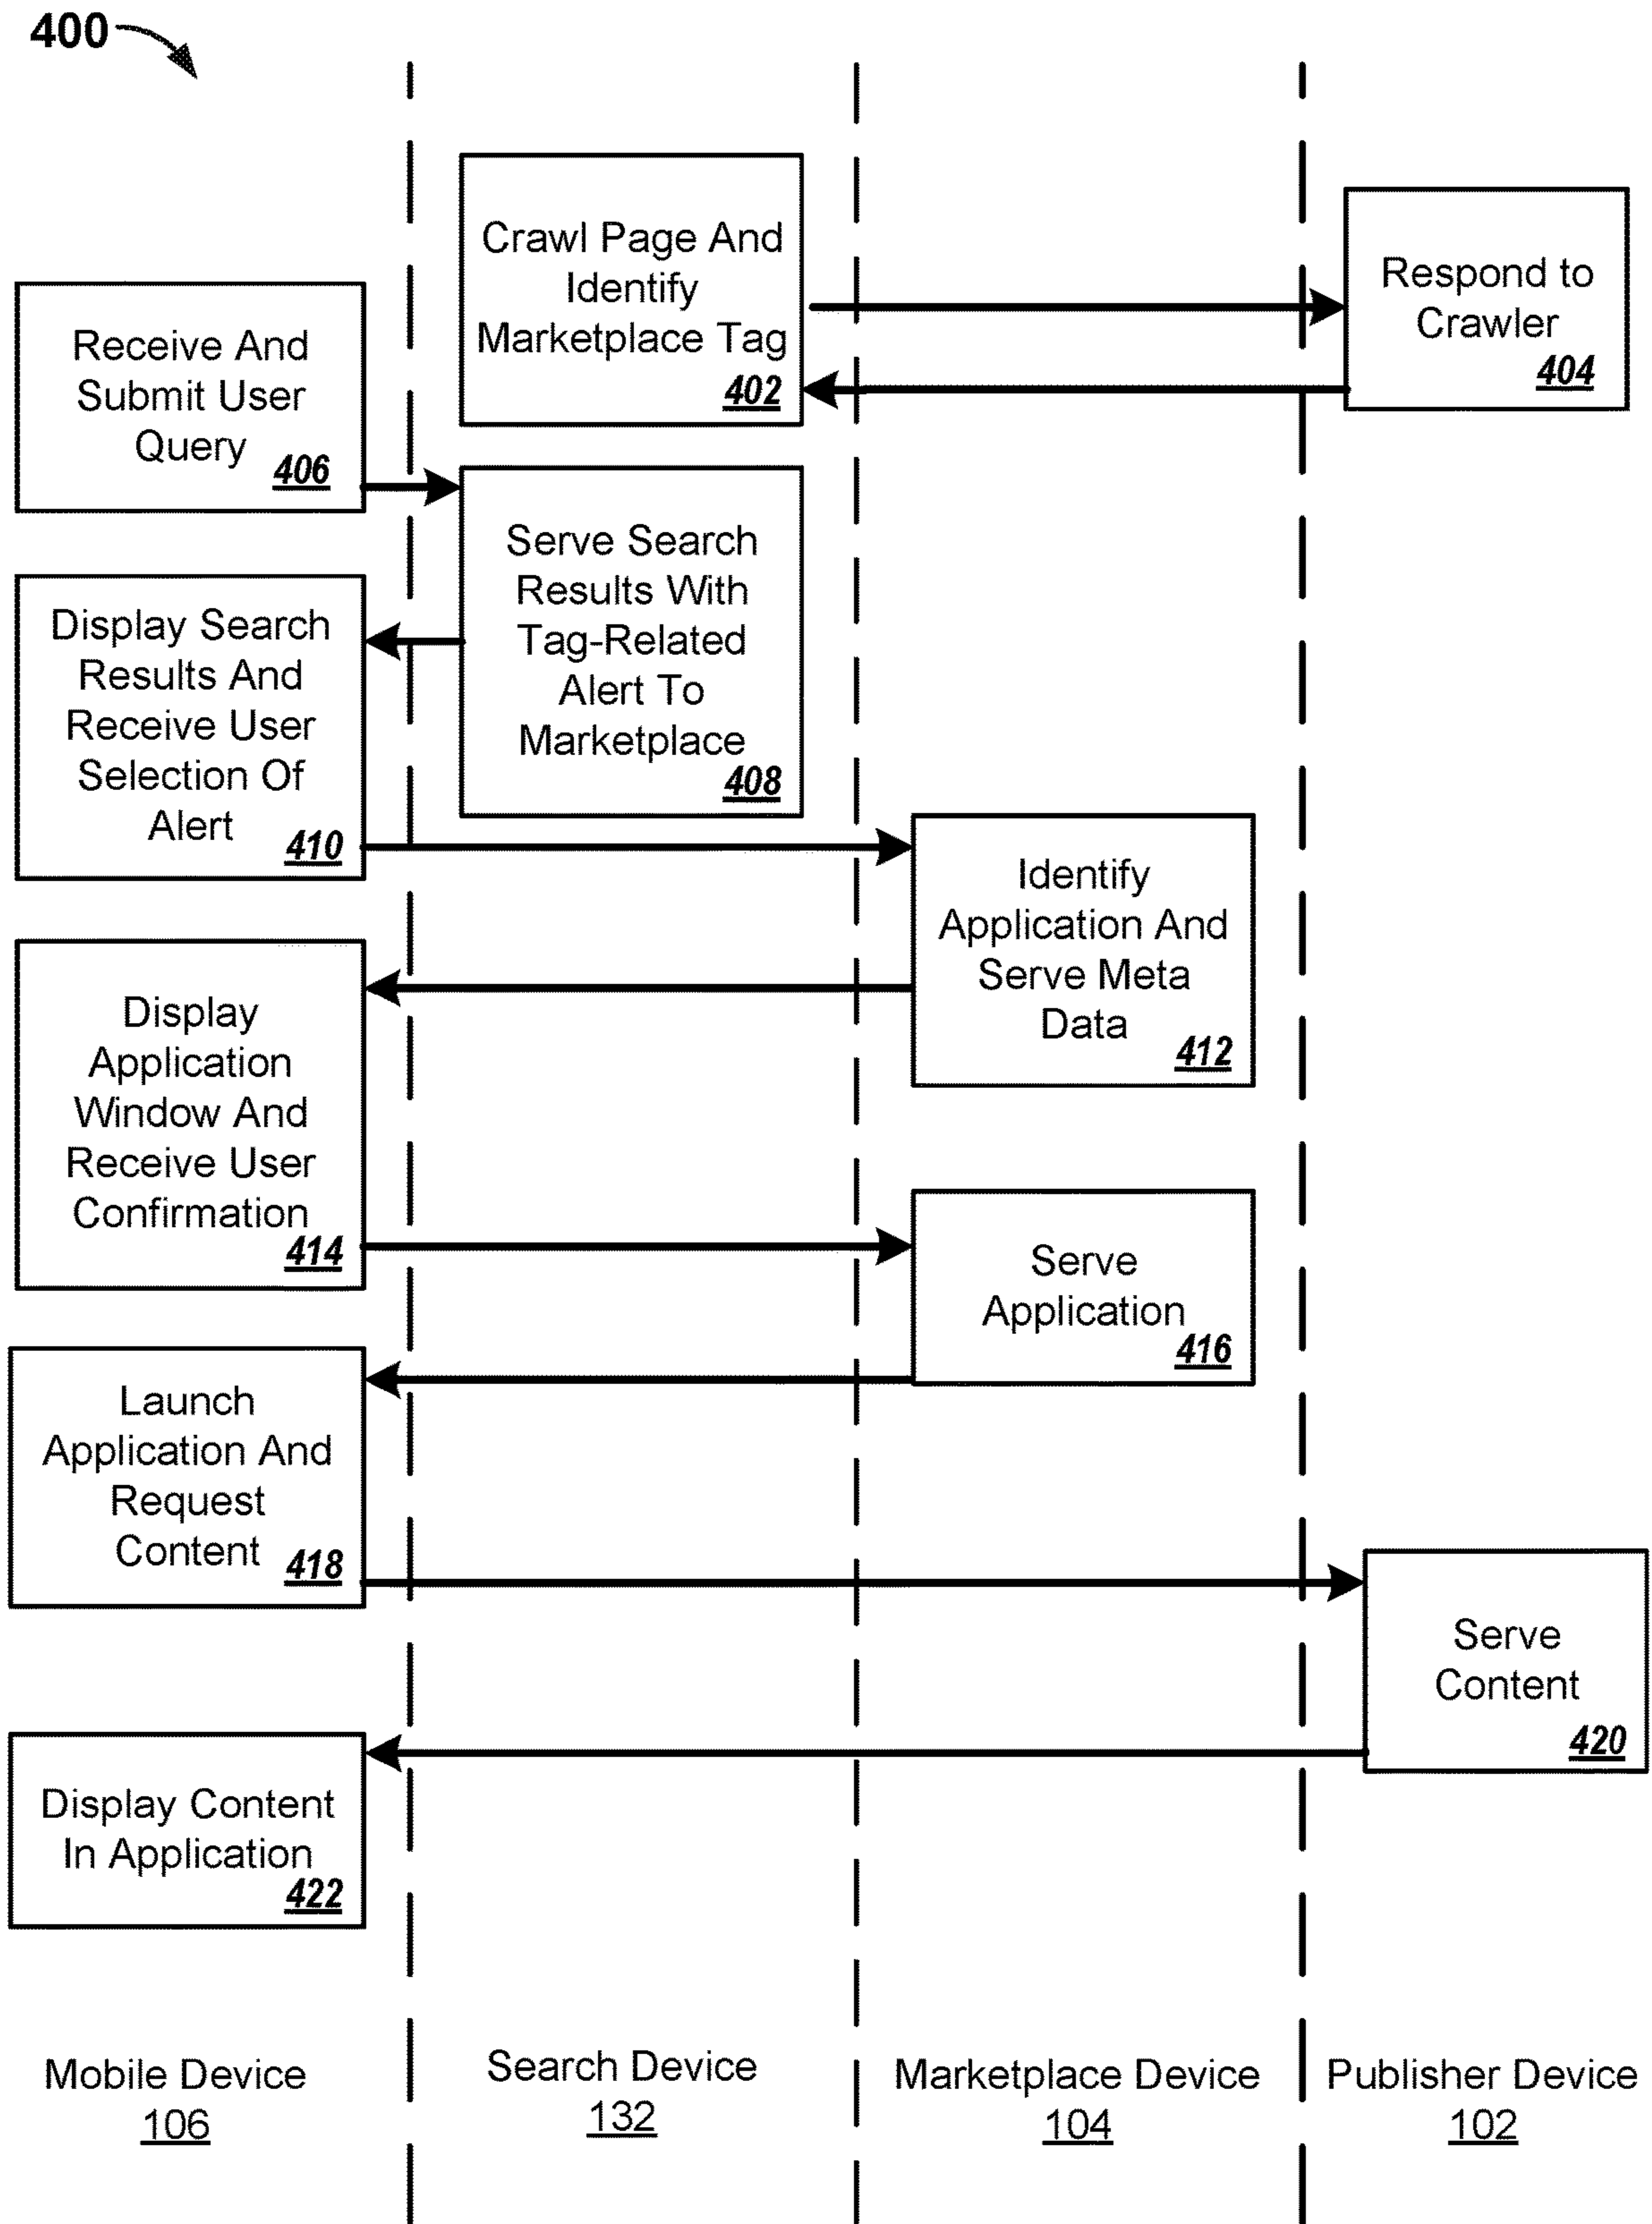 400
Crawl Page And
Identify
Marketplace Tag
402
Respond to
Crawler
404
Receive And
Submit User
Query
406
Serve Search
Results With
Tag-Related
Alert To
Marketplace
408
Display Search
Results And
Receive User
Selection Of
Alert
410
Identify
Application And
Serve Meta
Data
412
Display
Application
Window And
Receive User
Confirmation
414
Serve
Application
416
Launch
Application And
Request
Content
418
Serve
Content
420
Display Content
In Application
422
Mobile Device
106
Search Device
132
Marketplace Device
104
Publisher Device
102